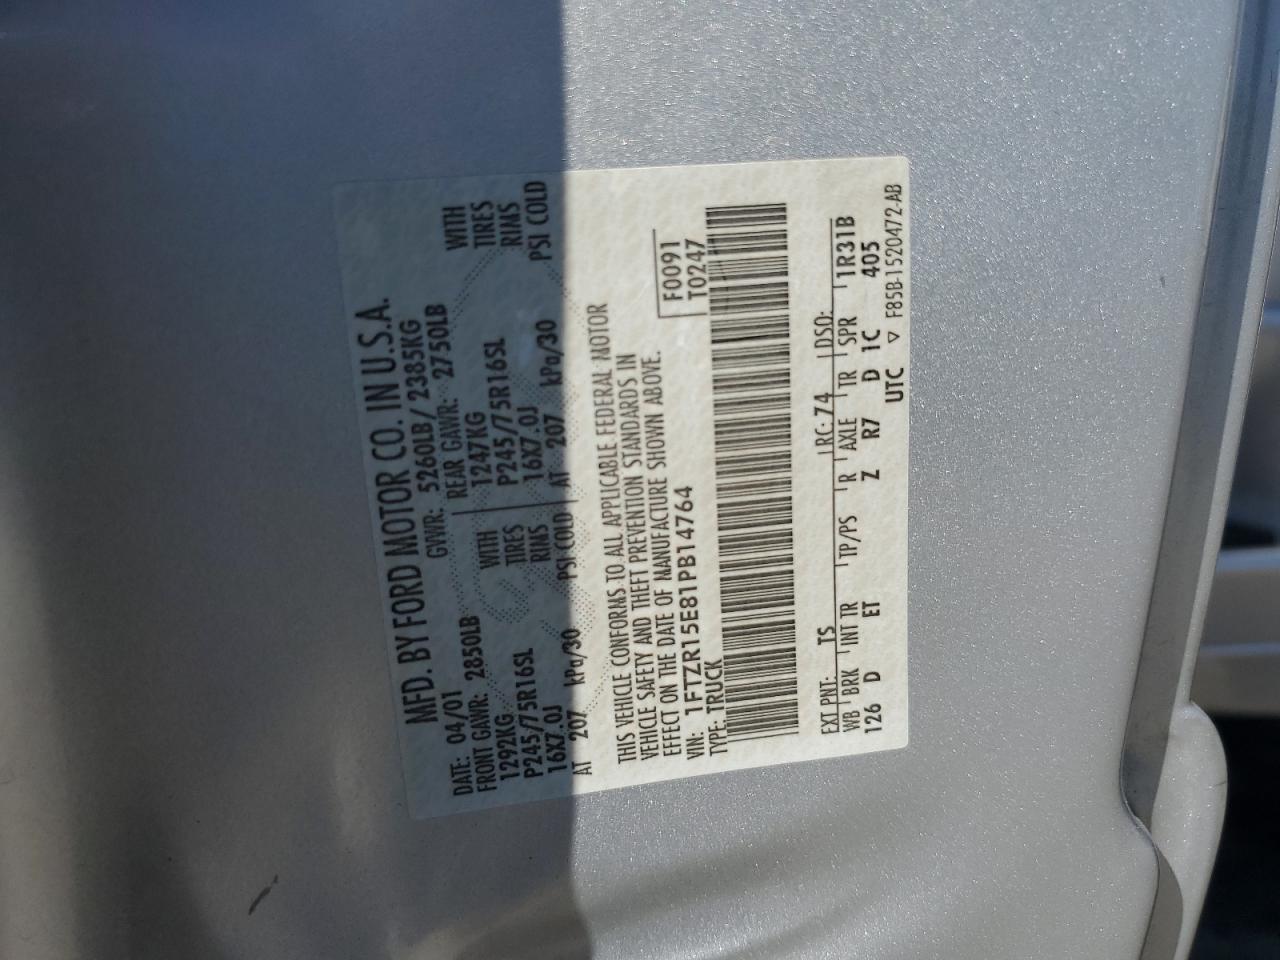 MFD. BY FORD MOTOR CO. IN U.S.A.
DATE: 04/01 GVWR: 5260LB/ 2385KG
FRONT GAWR: 2850LB REAR GAWR: 2750LB
1292KG WITH 1247KG WITH
P245/75R16SL TIRES P245/75R16SL TIRES
16X7.0J RIMS 16X7.0J RIMS
AT 207 kPa/30 PSI COLD AT 207 kPa/30 PSI COLD
THIS VEHICLE CONFORMS TO ALL APPLICABLE FEDERAL MOTOR
VEHICLE SAFETY AND THEFT PREVENTION STANDARDS IN
EFFECT ON THE DATE OF MANUFACTURE SHOWN ABOVE.
VIN: 1FTZR15E81PB14764 F0091
TYPE: TRUCK T0247
EXT PNT: TS RC: 74 DSO:
WB BRK INT TR TP/PS R AXLE TR SPR 1R31B
126 D ET Z R7 D 1C 405
UTC ▽ F85B-1520472-AB